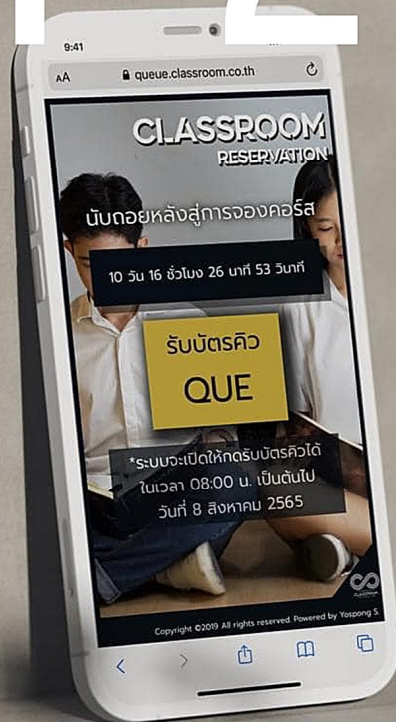 9:41
AA queue.classroom.co.th
CLASSROOM
RESERVATION
นับถอยหลังสู่การจองคอร์ส
10 วัน 16 ชั่วโมง 26 นาที 53 วินาที
รับบัตรคิว
QUE
*ระบบจะเปิดให้กดรับบัตรคิวได้
ในเวลา 08:00 น. เป็นต้นไป
วันที่ 8 สิงหาคม 2565
Copyright ©2019 All rights reserved. Powered by Yospong S.